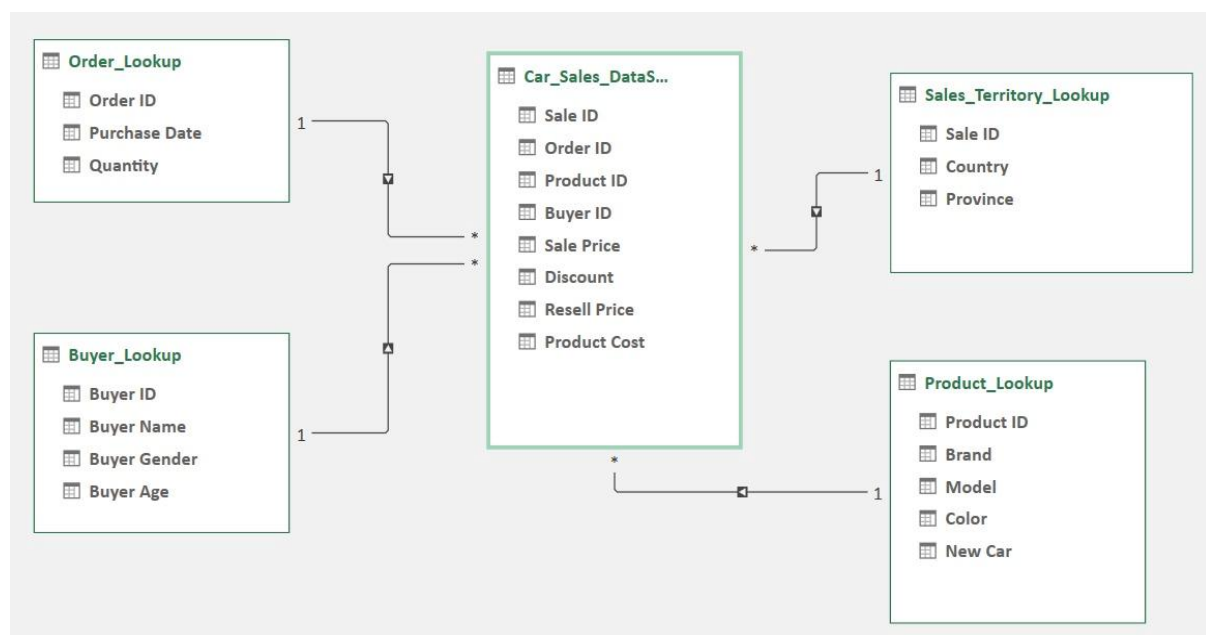 Order_Lookup
Order ID
Purchase Date
Quantity
1
*
Buyer_Lookup
Buyer ID
Buyer Name
Buyer Gender
Buyer Age
1
*
Car_Sales_DataS...
Sale ID
Order ID
Product ID
Buyer ID
Sale Price
Discount
Resell Price
Product Cost
*
*
Sales_Territory_Lookup
Sale ID
Country
Province
1
Product_Lookup
Product ID
Brand
Model
Color
New Car
1